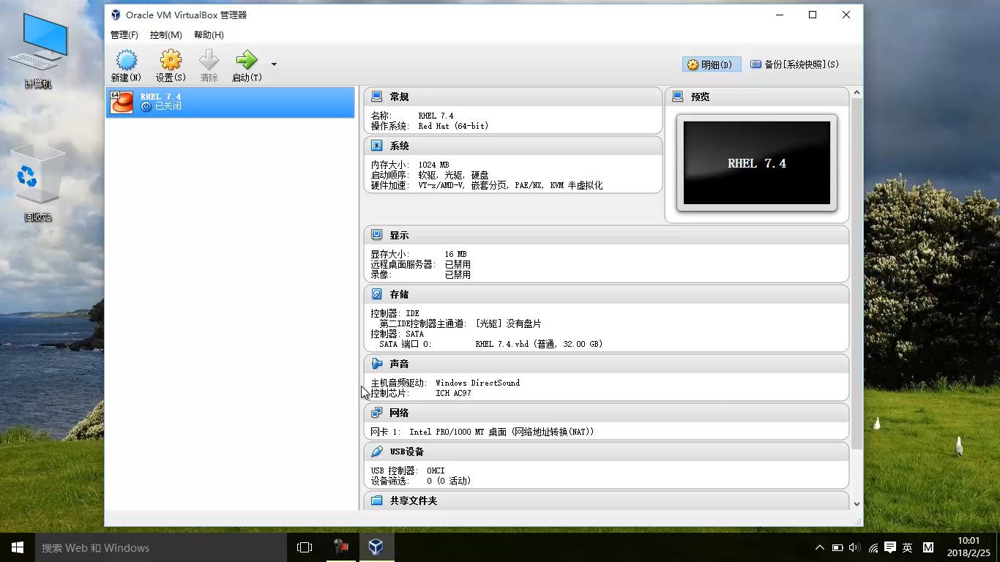 Oracle VM VirtualBox 管理器
管理(F) 控制(M) 帮助(H)
新建(N) 设置(S) 清除 启动(T) 明细(D) 备份[系统快照](S)
计算机
回收站
64
RHEL 7.4
已关闭
常规
名称: RHEL 7.4
操作系统: Red Hat (64-bit)
系统
内存大小: 1024 MB
启动顺序: 软驱, 光驱, 硬盘
硬件加速: VT-x/AMD-V, 嵌套分页, PAE/NX, KVM 半虚拟化
预览
RHEL 7.4
显示
显存大小: 16 MB
远程桌面服务器: 已禁用
录像: 已禁用
存储
控制器: IDE
第二IDE控制器主通道: [光驱] 没有盘片
控制器: SATA
SATA 端口 0: RHEL 7.4.vhd (普通, 32.00 GB)
声音
主机音频驱动: Windows DirectSound
控制芯片: ICH AC97
网络
网卡 1: Intel PRO/1000 MT 桌面 (网络地址转换(NAT))
USB设备
USB 控制器: OHCI
设备筛选: 0 (0 活动)
共享文件夹
搜索 Web 和 Windows
英 M
10:01
2018/2/25